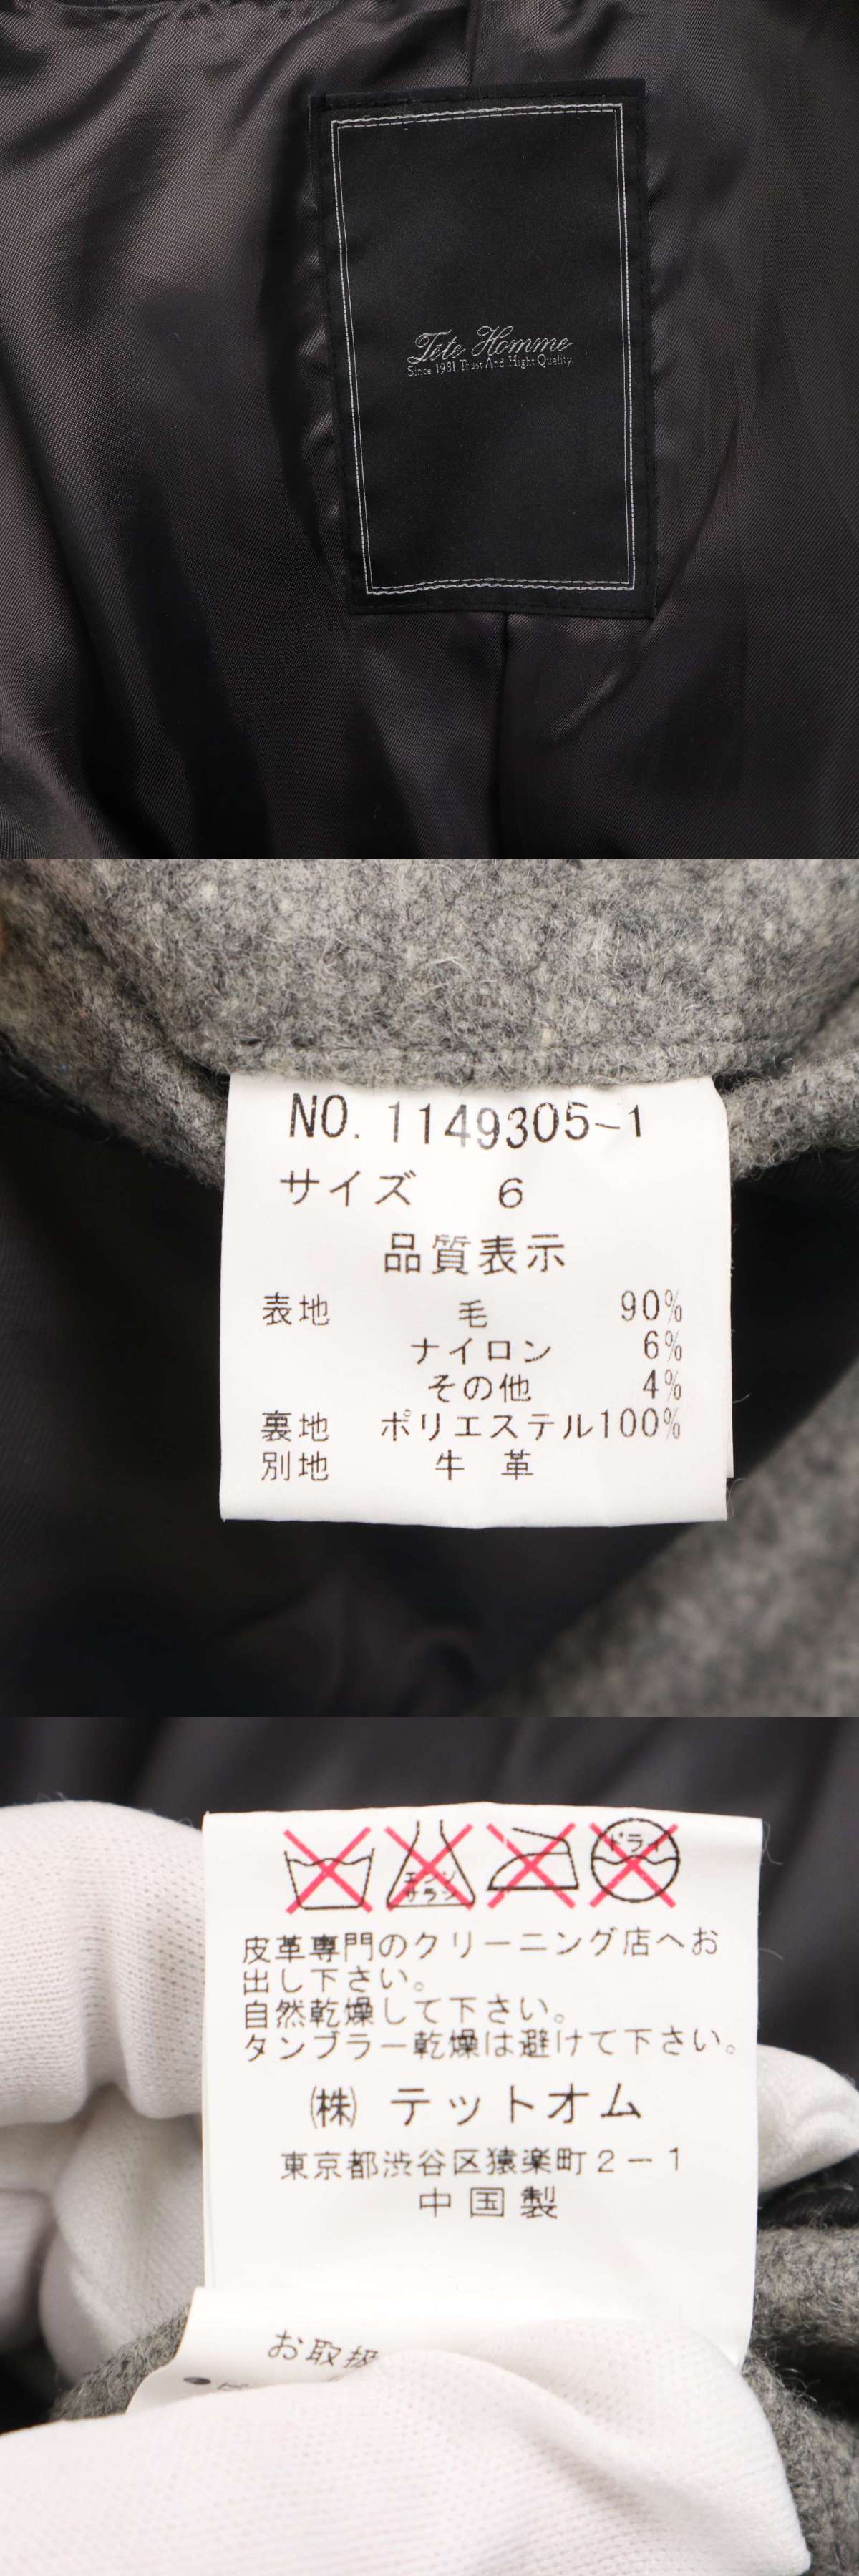 Tête Homme
Since 1981 Trust And Hight Quality
NO. 1149305-1
サイズ 6
品質表示
表地 毛 90%
ナイロン 6%
その他 4%
裏地 ポリエステル100%
別地 牛 革
エンソ
サラシ
ドライ
皮革専門のクリーニング店へお
出し下さい。
自然乾燥して下さい。
タンブラー乾燥は避けて下さい。
㈱ テットオム
東京都渋谷区猿楽町2-1
中国製
お取扱